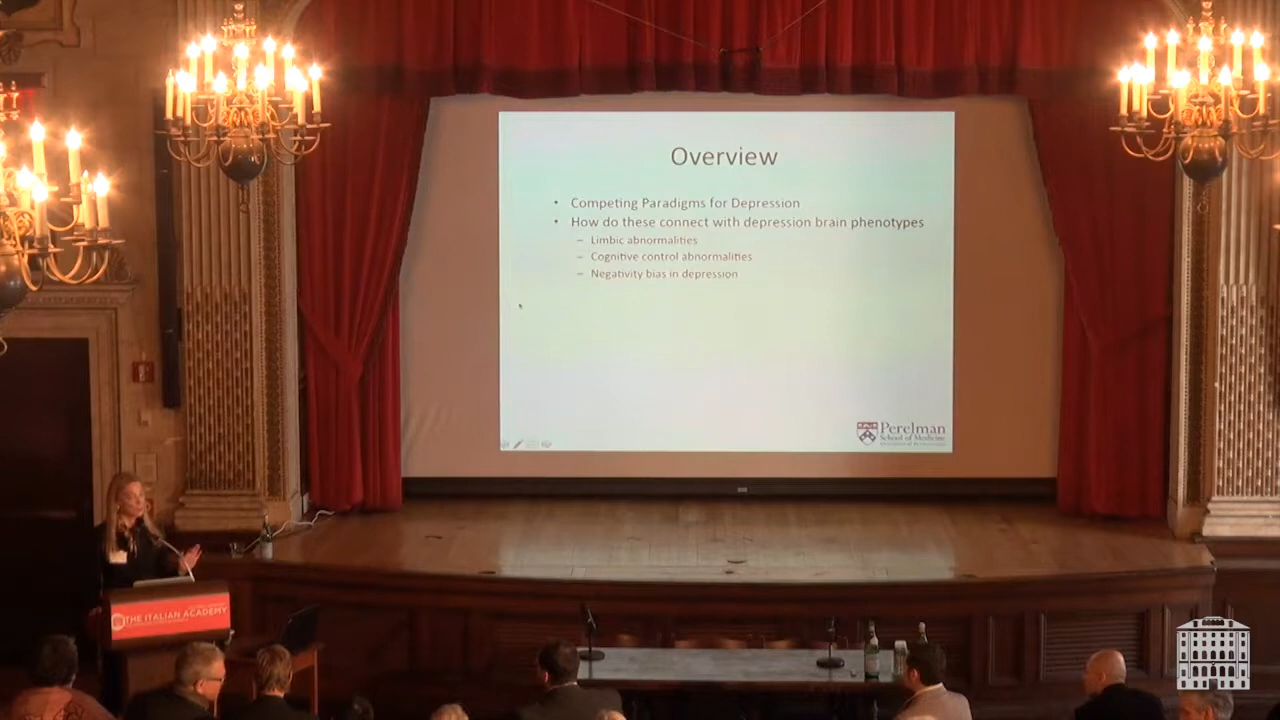 Overview
• Competing Paradigms for Depression
• How do these connect with depression brain phenotypes
– Limbic abnormalities
– Cognitive control abnormalities
– Negativity bias in depression
Perelman
School of Medicine
THE ITALIAN ACADEMY